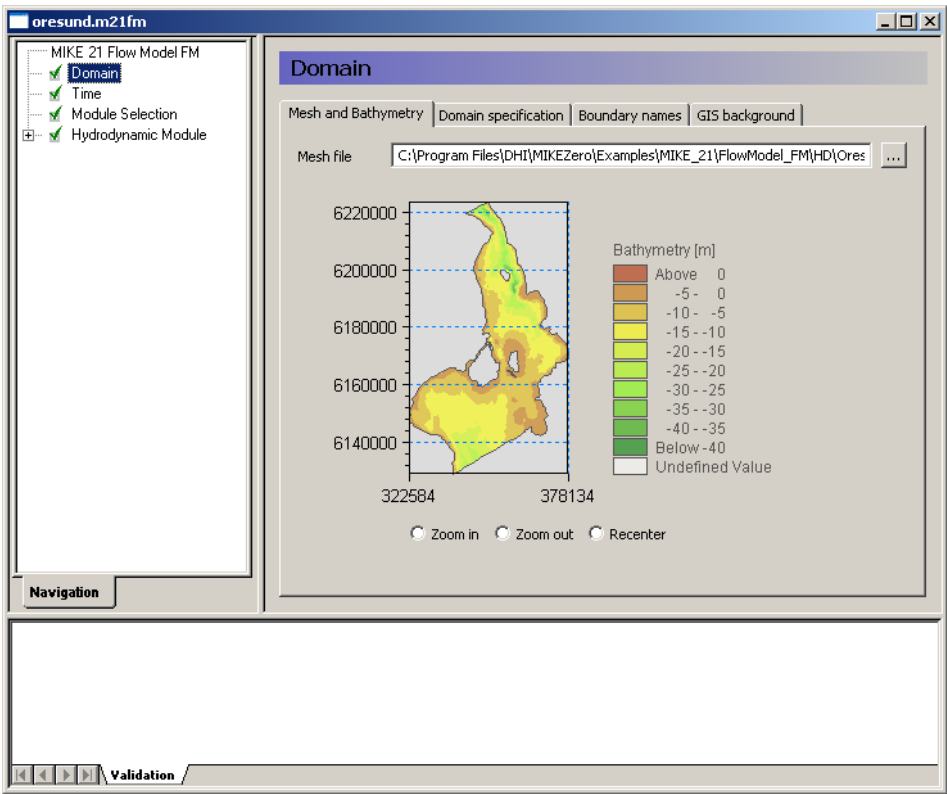 oresund.m21fm
MIKE 21 Flow Model FM
Domain
Time
Module Selection
Hydrodynamic Module
Navigation
Domain
Mesh and Bathymetry
Domain specification
Boundary names
GIS background
Mesh file
C:\Program Files\DHI\MIKEZero\Examples\MIKE_21\FlowModel_FM\HD\Ores
...
6220000
6200000
6180000
6160000
6140000
322584
378134
Bathymetry [m]
Above 0
-5 - 0
-10 - -5
-15 - -10
-20 - -15
-25 - -20
-30 - -25
-35 - -30
-40 - -35
Below -40
Undefined Value
Zoom in
Zoom out
Recenter
Validation